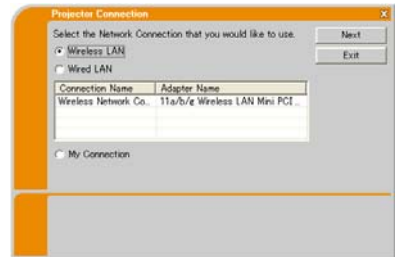 Projector Connection X
Select the Network Connection that you would like to use.
Next
Wireless LAN
Exit
Wired LAN
Connection Name Adapter Name
Wireless Network Co... 11a/b/g Wireless LAN Mini PCI ...
My Connection